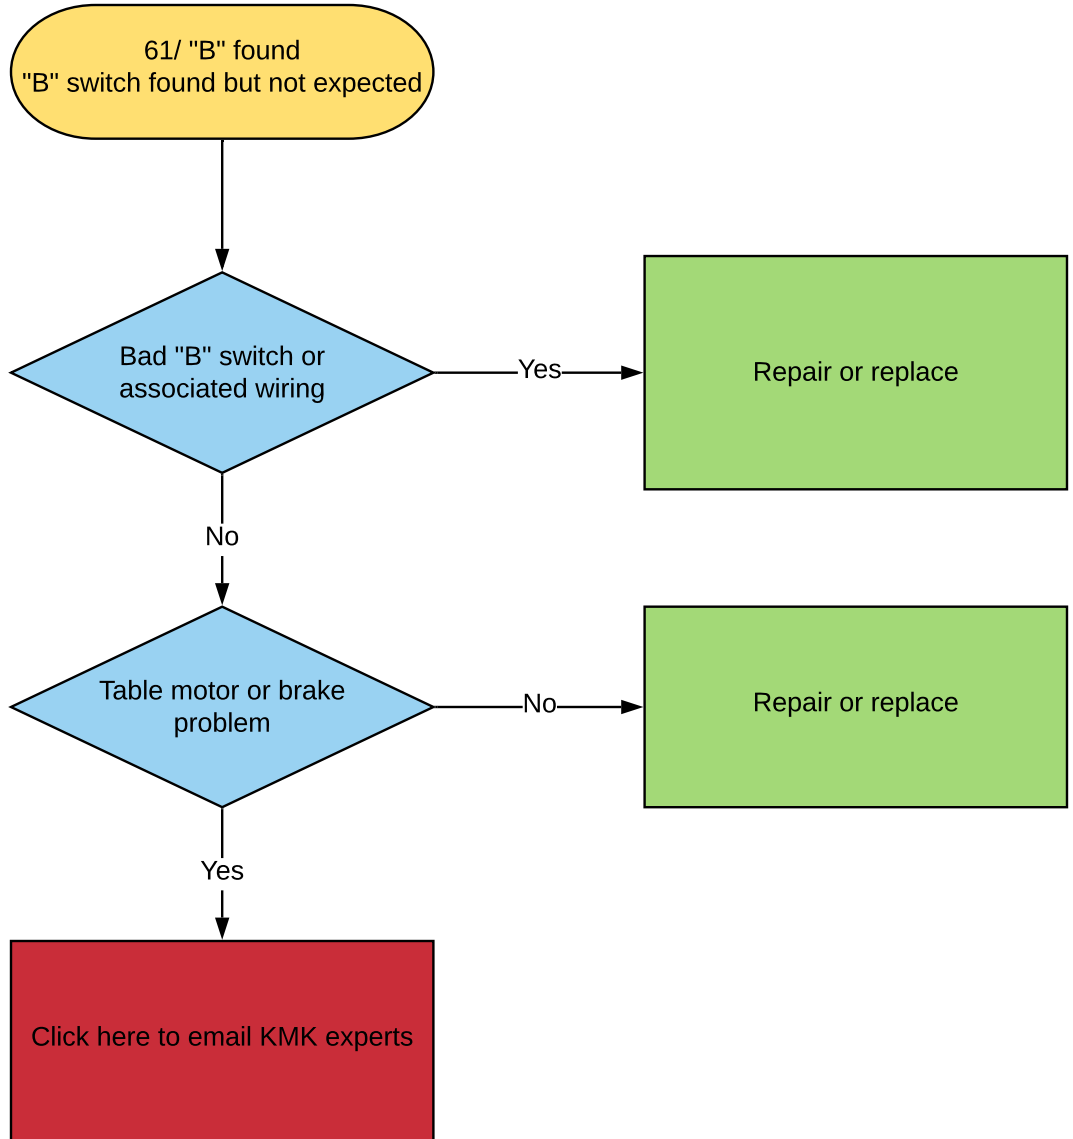 61/ "B" found
"B" switch found but not expected
Bad "B" switch or
associated wiring
Yes
Repair or replace
No
Table motor or brake
problem
No
Repair or replace
Yes
Click here to email KMK experts